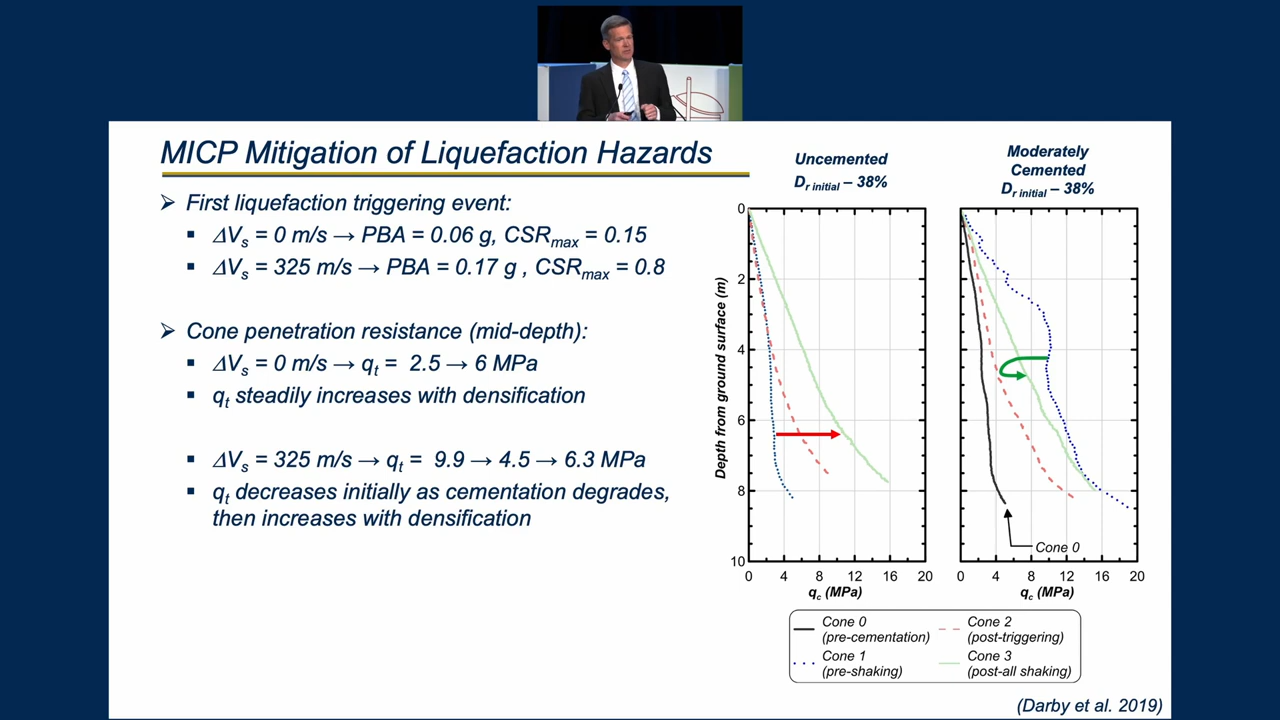 MICP Mitigation of Liquefaction Hazards
➢ First liquefaction triggering event:
▪ ΔVs = 0 m/s → PBA = 0.06 g, CSRmax = 0.15
▪ ΔVs = 325 m/s → PBA = 0.17 g , CSRmax = 0.8
➢ Cone penetration resistance (mid-depth):
▪ ΔVs = 0 m/s → qt = 2.5 → 6 MPa
▪ qt steadily increases with densification
▪ ΔVs = 325 m/s → qt = 9.9 → 4.5 → 6.3 MPa
▪ qt decreases initially as cementation degrades,
then increases with densification
Uncemented
Dr initial – 38%
Moderately
Cemented
Dr initial – 38%
Depth from ground surface (m)
0
2
4
6
8
10
0 4 8 12 16 20
qc (MPa)
Cone 0
0 4 8 12 16 20
qc (MPa)
Cone 0
(pre-cementation)
Cone 1
(pre-shaking)
Cone 2
(post-triggering)
Cone 3
(post-all shaking)
(Darby et al. 2019)